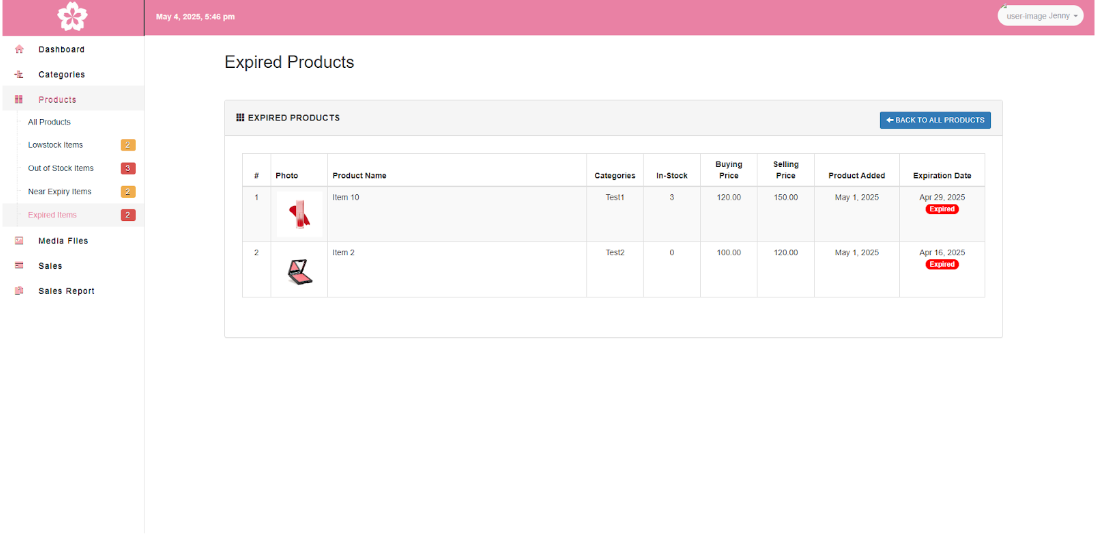 May 4, 2025, 5:46 pm
user-image Jenny
Dashboard
Categories
Products
All Products
Lowstock Items 2
Out of Stock Items 3
Near Expiry Items 2
Expired Items 2
Media Files
Sales
Sales Report
Expired Products
EXPIRED PRODUCTS
BACK TO ALL PRODUCTS
# Photo Product Name Categories In-Stock Buying Price Selling Price Product Added Expiration Date
1 Item 10 Test1 3 120.00 150.00 May 1, 2025 Apr 29, 2025
Expired
2 Item 2 Test2 0 100.00 120.00 May 1, 2025 Apr 16, 2025
Expired